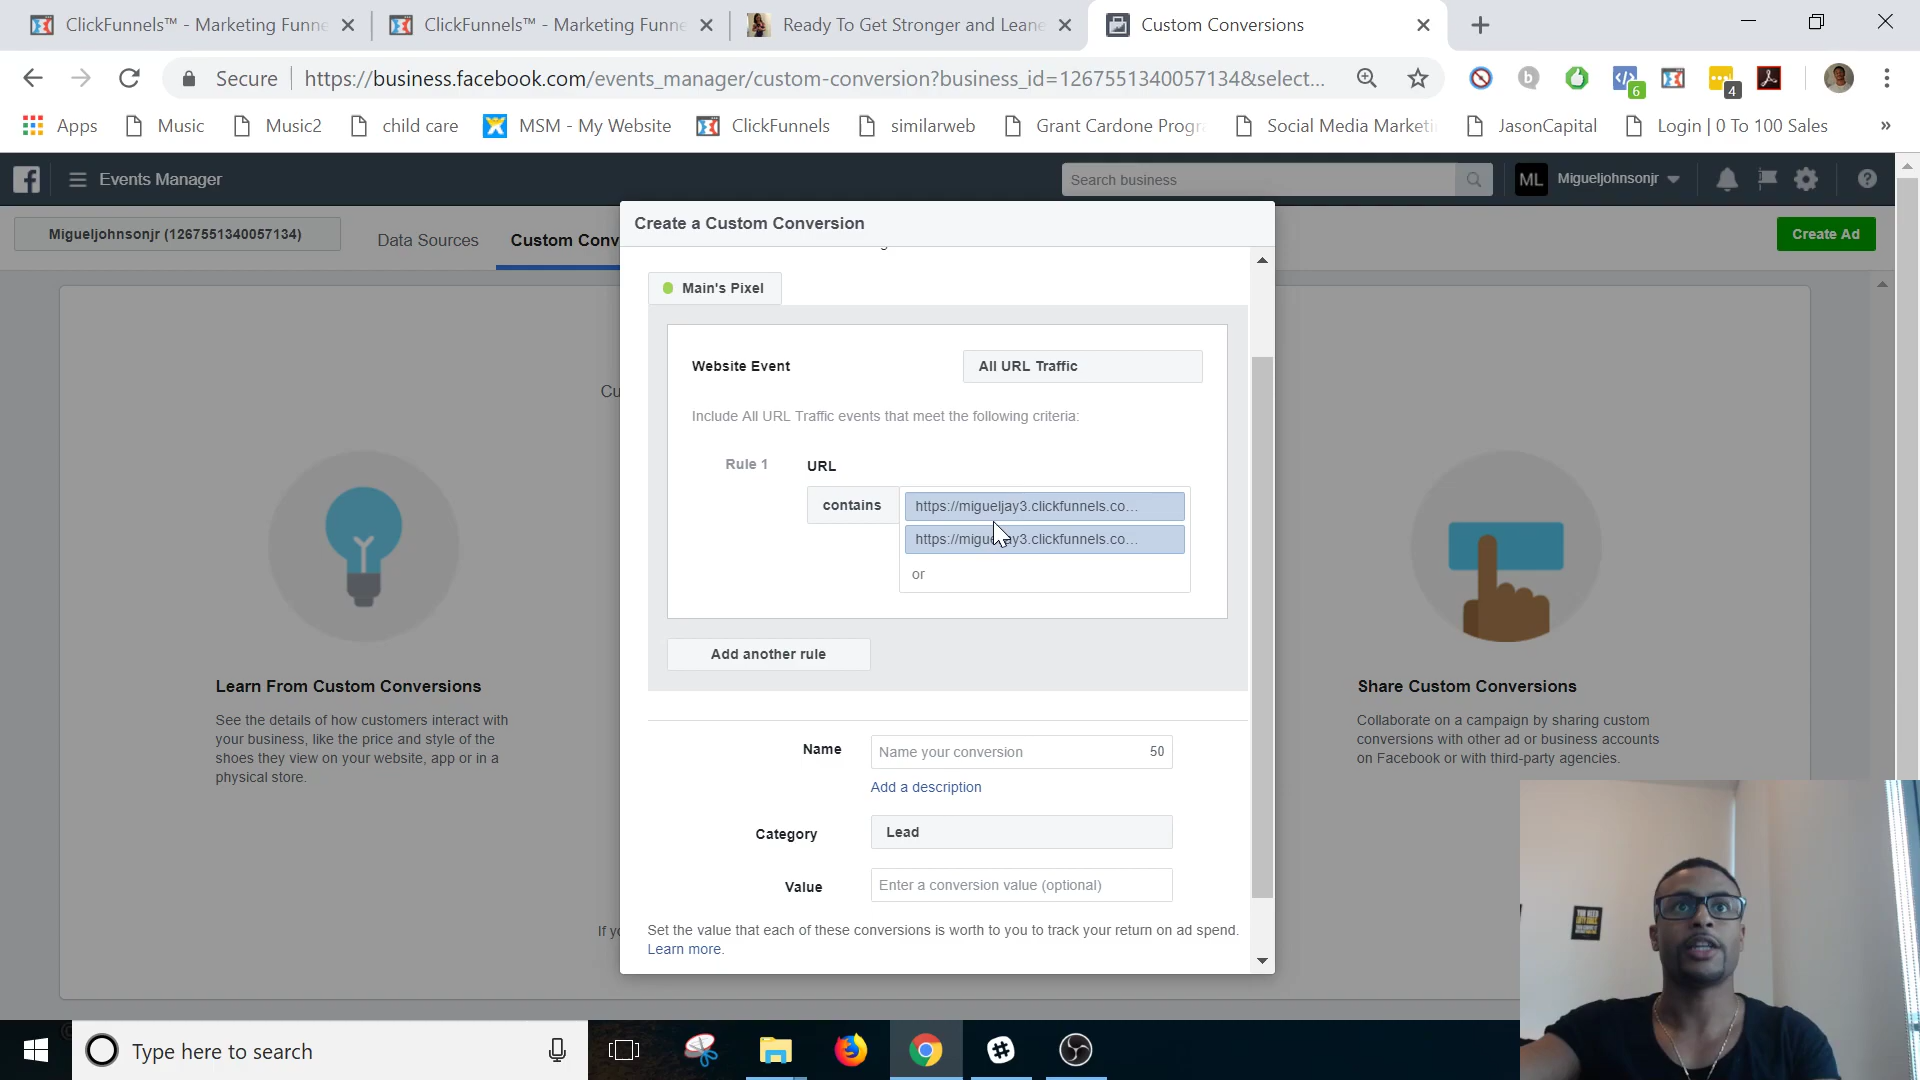 ClickFunnels™ - Marketing Funne
ClickFunnels™ - Marketing Funne
Ready To Get Stronger and Leane
Custom Conversions
Secure
https://business.facebook.com/events_manager/custom-conversion?business_id=1267551340057134&select...
6
4
Apps
Music
Music2
child care
MSM - My Website
ClickFunnels
similarweb
Grant Cardone Progra
Social Media Marketi
JasonCapital
Login | 0 To 100 Sales
»
Events Manager
Search business
ML
Migueljohnsonjr
Migueljohnsonjr (1267551340057134)
Data Sources
Custom Conv
Create Ad
Create a Custom Conversion
Main's Pixel
Website Event
All URL Traffic
Include All URL Traffic events that meet the following criteria:
Rule 1
URL
contains
https://migueljay3.clickfunnels.co...
https://migueljay3.clickfunnels.co...
or
Add another rule
Name
Name your conversion
50
Add a description
Category
Lead
Value
Enter a conversion value (optional)
Set the value that each of these conversions is worth to you to track your return on ad spend.
Learn more.
Cu
Learn From Custom Conversions
See the details of how customers interact with
your business, like the price and style of the
shoes they view on your website, app or in a
physical store.
Share Custom Conversions
Collaborate on a campaign by sharing custom
conversions with other ad or business accounts
on Facebook or with third-party agencies.
If yo
Type here to search